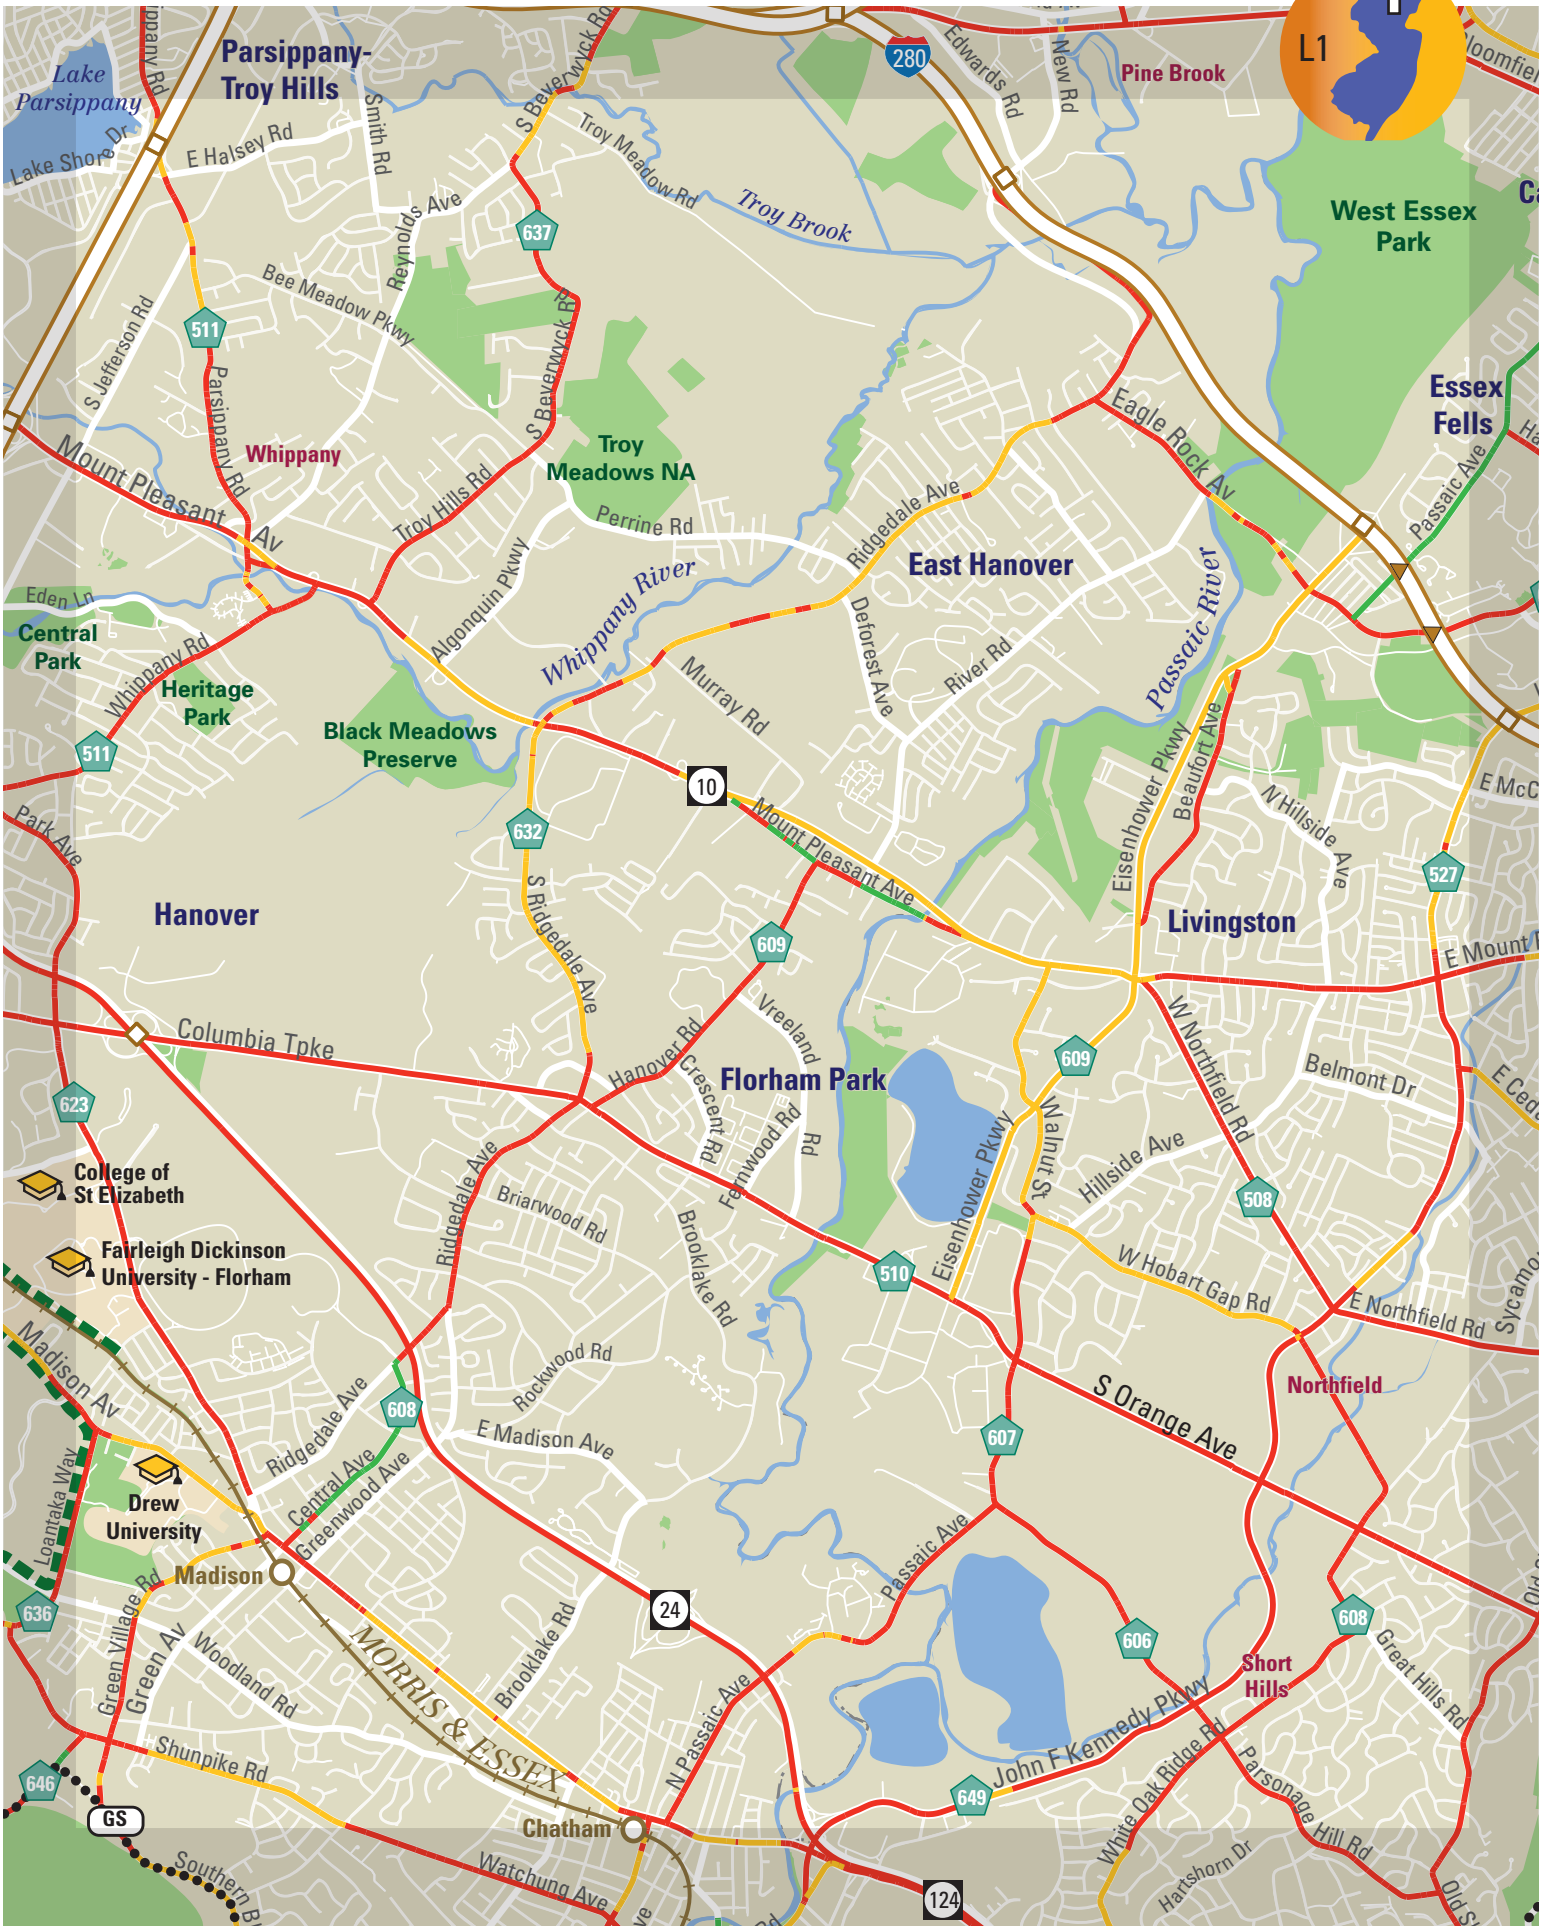 Parsippany-
Troy Hills
Lake
Parsippany
Lake Shore Dr
E Halsey Rd
Smith Rd
S Beverwyck Rd
Troy Meadow Rd
Troy Brook
280
Edwards Rd
New Rd
Pine Brook
L1
West Essex
Park
Reynolds Ave
637
Bee Meadow Pkwy
511
S Jefferson Rd
Parsippany Rd
Whippany
Mount Pleasant Av
S Beverwyck R
Troy
Meadows NA
Troy Hills Rd
Perrine Rd
Algonquin Pkwy
Whippany River
Ridgedale Ave
East Hanover
Eagle Rock Av
Essex
Fells
Passaic Ave
Passaic River
Eden Ln
Central
Park
Whippany Rd
Heritage
Park
511
Black Meadows
Preserve
Murray Rd
Deforest Ave
River Rd
10
Mount Pleasant Ave
Eisenhower Pkwy
Beaufort Ave
N Hillside Ave
E McC
527
Park Ave
632
S Ridgedale Ave
Hanover
609
Livingston
E Mount
Columbia Tpke
Hanover Rd
Vreeland
Rd
Crescent Rd
Fernwood Rd
Florham Park
609
Walnut St
W Northfield Rd
Belmont Dr
E Ced
623
College of
St Elizabeth
Fairleigh Dickinson
University - Florham
Ridgedale Ave
Briarwood Rd
Brooklake Rd
510
Eisenhower Pkwy
Hillside Ave
508
W Hobart Gap Rd
E Northfield Rd
Sycamo
Madison Av
Northfield
S Orange Ave
Rockwood Rd
608
Ridgedale Ave
E Madison Ave
607
Central Ave
Greenwood Ave
Loantaka Way
Drew
University
Madison
636
Green Village Rd
Green Av
Woodland Rd
MORRIS & ESSEX
Brooklake Rd
24
Passaic Ave
N Passaic Ave
606
608
Short
Hills
Great Hills Rd
John F Kennedy Pkwy
649
White Oak Ridge Rd
Parsonage Hill Rd
Hartshorn Dr
Shunpike Rd
646
GS
Southern B
Watchung Ave
Chatham
124
Old S